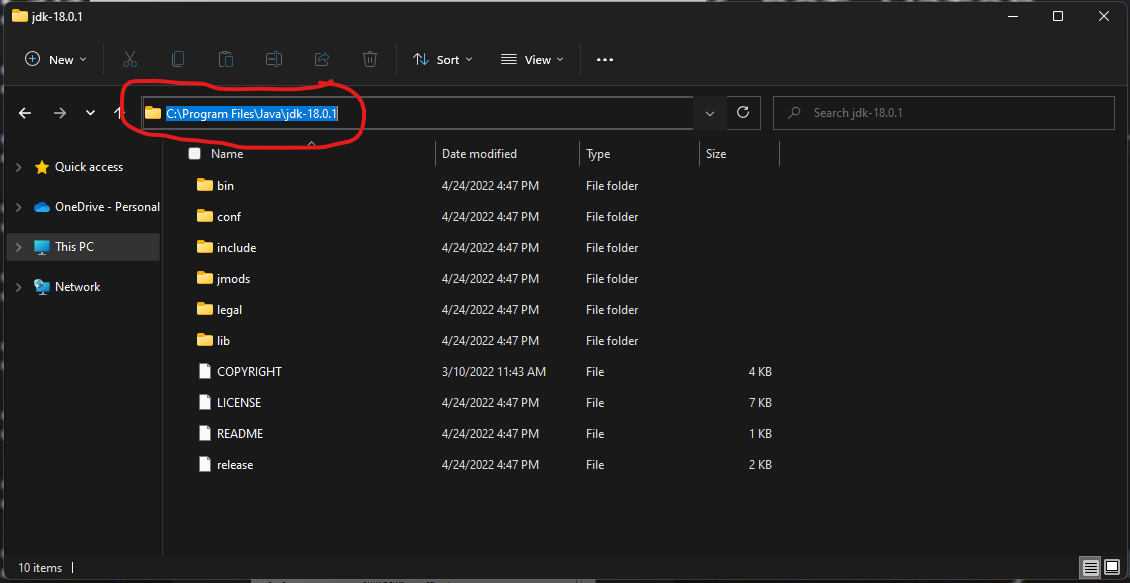 jdk-18.0.1
New Sort View
C:\Program Files\Java\jdk-18.0.1 Search jdk-18.0.1
Name Date modified Type Size
Quick access
OneDrive - Personal
This PC
Network
bin 4/24/2022 4:47 PM File folder
conf 4/24/2022 4:47 PM File folder
include 4/24/2022 4:47 PM File folder
jmods 4/24/2022 4:47 PM File folder
legal 4/24/2022 4:47 PM File folder
lib 4/24/2022 4:47 PM File folder
COPYRIGHT 3/10/2022 11:43 AM File 4 KB
LICENSE 4/24/2022 4:47 PM File 7 KB
README 4/24/2022 4:47 PM File 1 KB
release 4/24/2022 4:47 PM File 2 KB
10 items